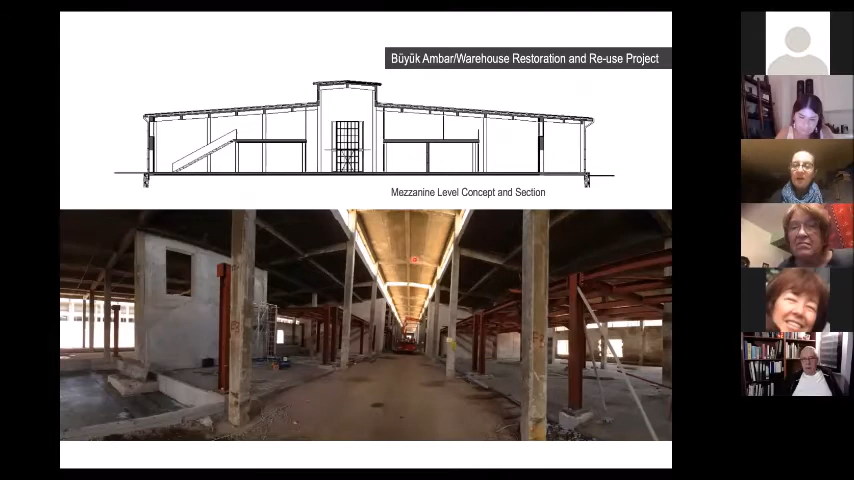 Büyük Ambar/Warehouse Restoration and Re-use Project
Mezzanine Level Concept and Section